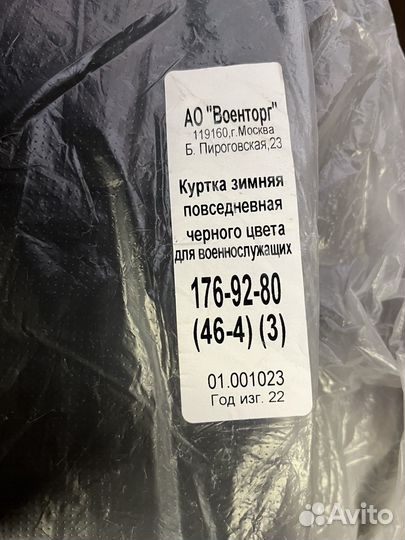 АО "Военторг"
119160,г.Москва
Б. Пироговская,23
Куртка зимняя
повседневная
черного цвета
для военнослужащих
176-92-80
(46-4) (3)
01.001023
Год изг. 22
Avito